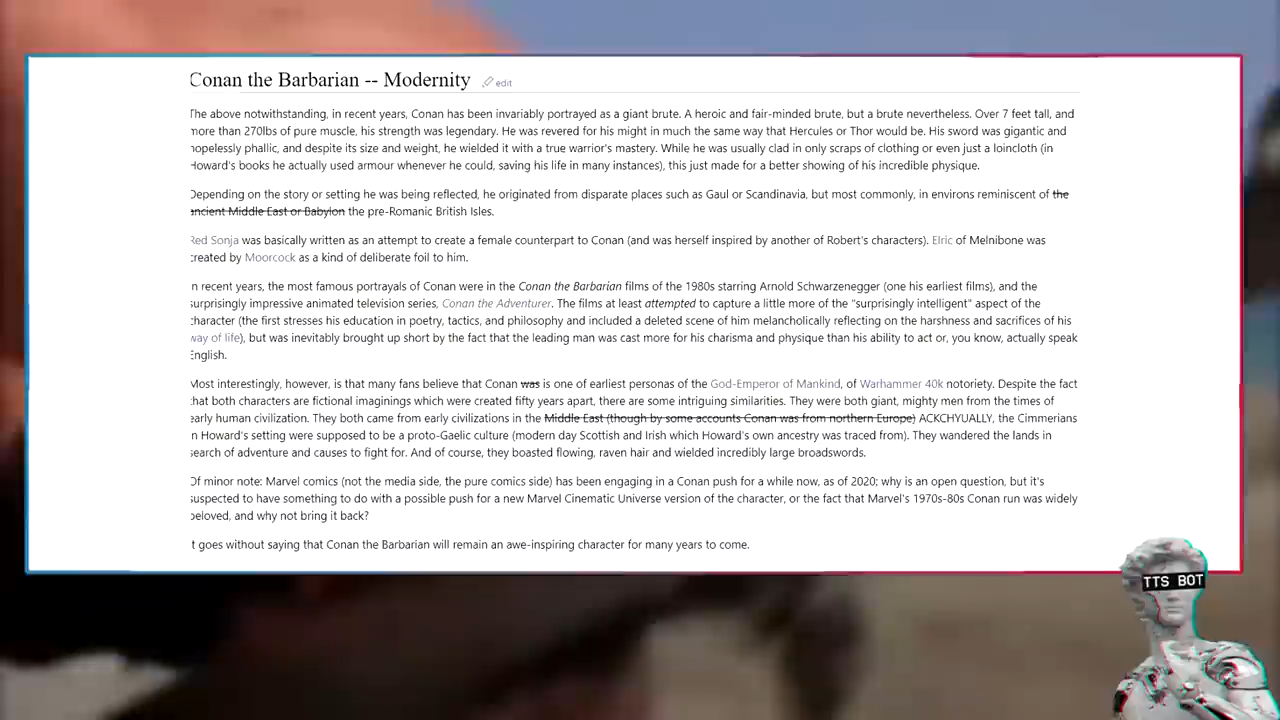 Conan the Barbarian -- Modernity edit
The above notwithstanding, in recent years, Conan has been invariably portrayed as a giant brute. A heroic and fair-minded brute, but a brute nevertheless. Over 7 feet tall, and
more than 270lbs of pure muscle, his strength was legendary. He was revered for his might in much the same way that Hercules or Thor would be. His sword was gigantic and
hopelessly phallic, and despite its size and weight, he wielded it with a true warrior's mastery. While he was usually clad in only scraps of clothing or even just a loincloth (in
Howard's books he actually used armour whenever he could, saving his life in many instances), this just made for a better showing of his incredible physique.
Depending on the story or setting he was being reflected, he originated from disparate places such as Gaul or Scandinavia, but most commonly, in environs reminiscent of the
ancient Middle East or Babylon the pre-Romanic British Isles.
Red Sonja was basically written as an attempt to create a female counterpart to Conan (and was herself inspired by another of Robert's characters). Elric of Melnibone was
created by Moorcock as a kind of deliberate foil to him.
In recent years, the most famous portrayals of Conan were in the Conan the Barbarian films of the 1980s starring Arnold Schwarzenegger (one his earliest films), and the
surprisingly impressive animated television series, Conan the Adventurer. The films at least attempted to capture a little more of the "surprisingly intelligent" aspect of the
character (the first stresses his education in poetry, tactics, and philosophy and included a deleted scene of him melancholically reflecting on the harshness and sacrifices of his
way of life), but was inevitably brought up short by the fact that the leading man was cast more for his charisma and physique than his ability to act or, you know, actually speak
English.
Most interestingly, however, is that many fans believe that Conan was is one of earliest personas of the God-Emperor of Mankind, of Warhammer 40k notoriety. Despite the fact
that both characters are fictional imaginings which were created fifty years apart, there are some intriguing similarities. They were both giant, mighty men from the times of
early human civilization. They both came from early civilizations in the Middle East (though by some accounts Conan was from northern Europe) ACKCHYUALLY, the Cimmerians
in Howard's setting were supposed to be a proto-Gaelic culture (modern day Scottish and Irish which Howard's own ancestry was traced from). They wandered the lands in
search of adventure and causes to fight for. And of course, they boasted flowing, raven hair and wielded incredibly large broadswords.
Of minor note: Marvel comics (not the media side, the pure comics side) has been engaging in a Conan push for a while now, as of 2020; why is an open question, but it's
suspected to have something to do with a possible push for a new Marvel Cinematic Universe version of the character, or the fact that Marvel's 1970s-80s Conan run was widely
beloved, and why not bring it back?
It goes without saying that Conan the Barbarian will remain an awe-inspiring character for many years to come.
TTS BOT